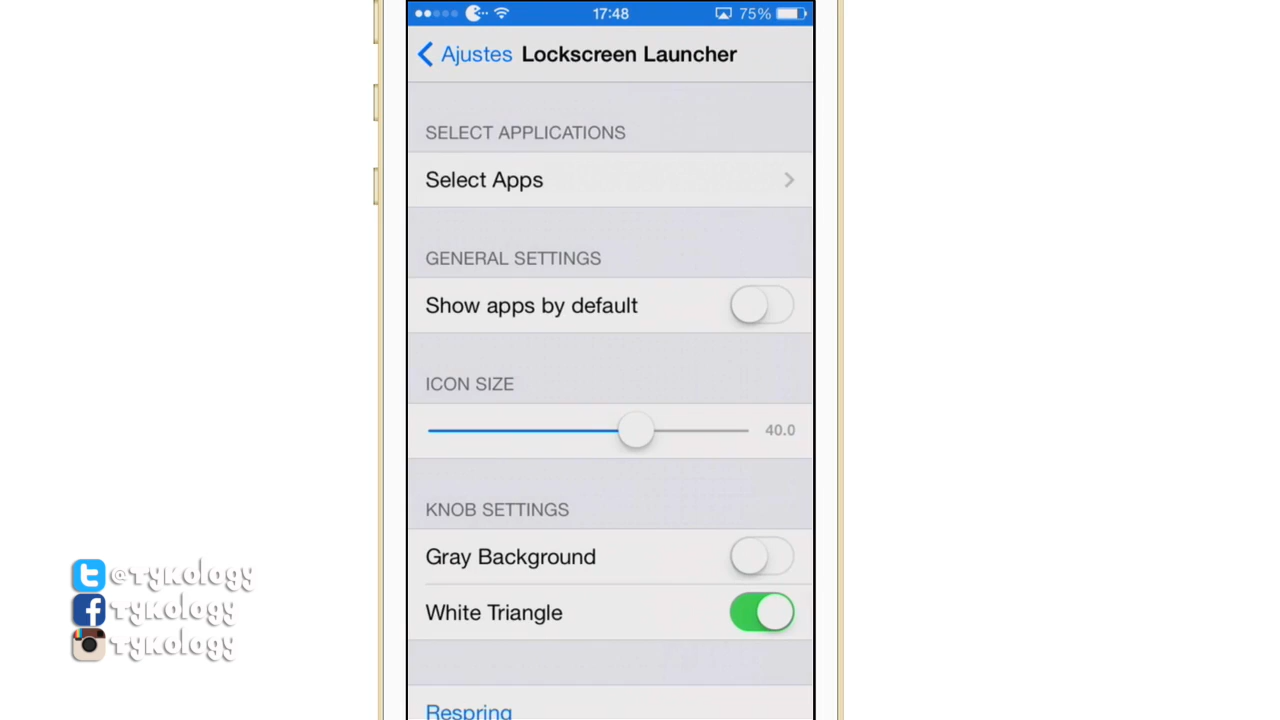 17:48
75%
Ajustes Lockscreen Launcher
SELECT APPLICATIONS
Select Apps
GENERAL SETTINGS
Show apps by default
ICON SIZE
40.0
KNOB SETTINGS
Gray Background
White Triangle
Respring
@Tykology
Tykology
Tykology